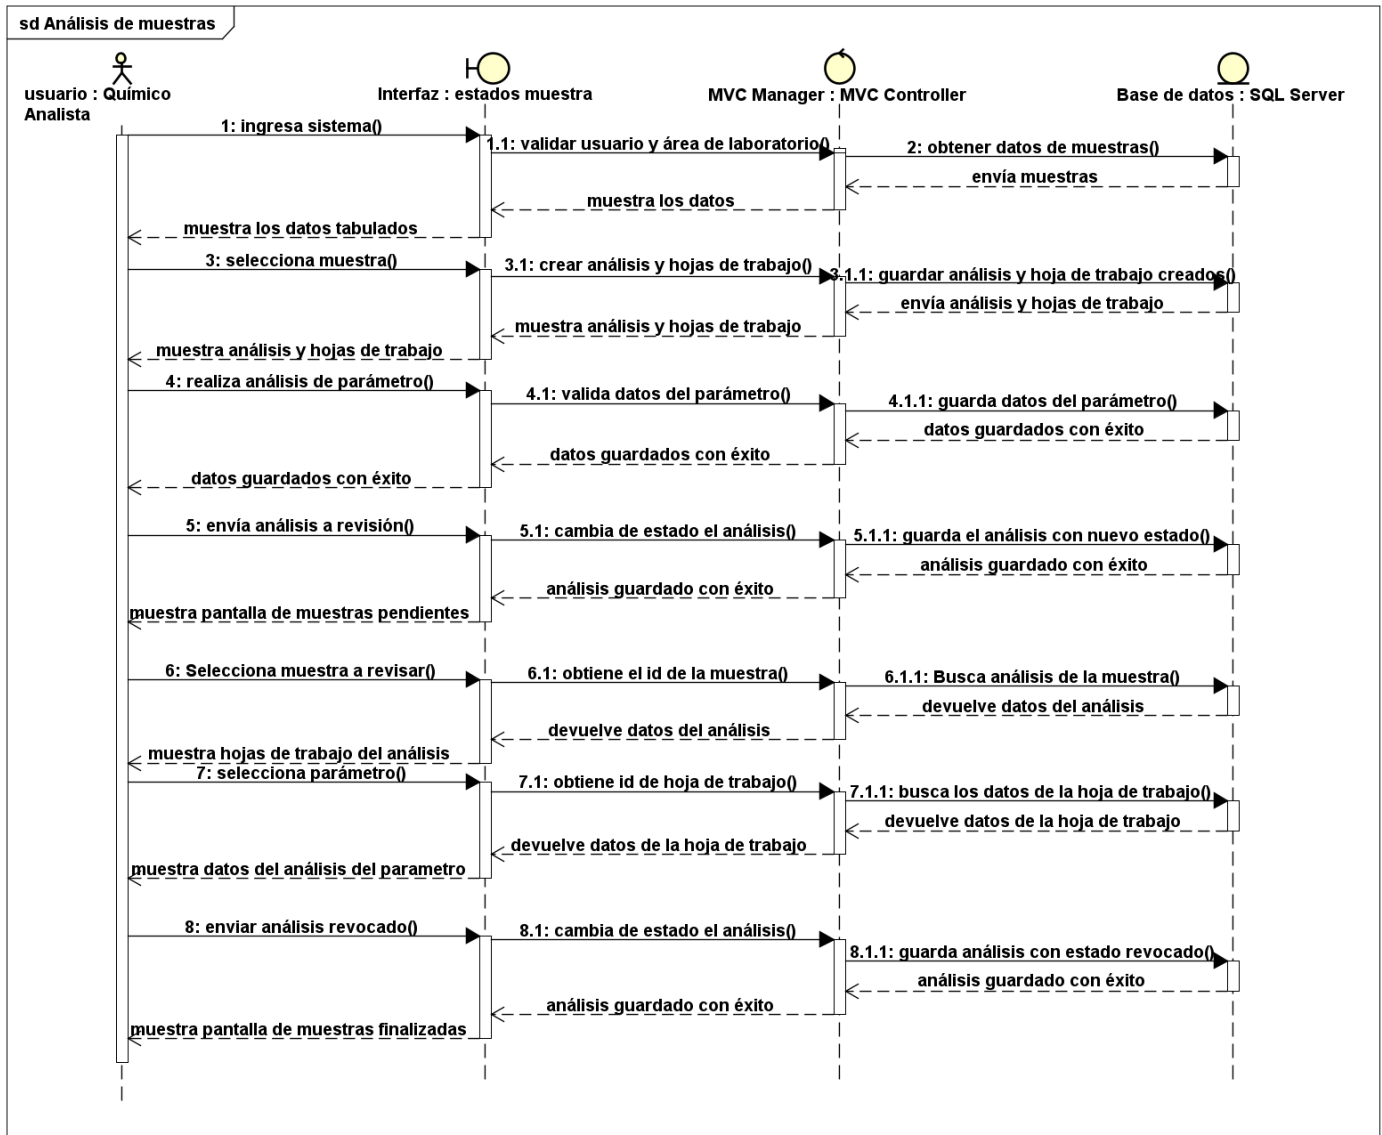 sd Análisis de muestras
usuario : Químico
Analista
Interfaz : estados muestra
MVC Manager : MVC Controller
Base de datos : SQL Server
1: ingresa sistema()
1.1: validar usuario y área de laboratorio()
2: obtener datos de muestras()
envía muestras
muestra los datos
muestra los datos tabulados
3: selecciona muestra()
3.1: crear análisis y hojas de trabajo()
3.1.1: guardar análisis y hoja de trabajo creados()
envía análisis y hojas de trabajo
muestra análisis y hojas de trabajo
muestra análisis y hojas de trabajo
4: realiza análisis de parámetro()
4.1: valida datos del parámetro()
4.1.1: guarda datos del parámetro()
datos guardados con éxito
datos guardados con éxito
datos guardados con éxito
5: envía análisis a revisión()
5.1: cambia de estado el análisis()
5.1.1: guarda el análisis con nuevo estado()
análisis guardado con éxito
análisis guardado con éxito
muestra pantalla de muestras pendientes
6: Selecciona muestra a revisar()
6.1: obtiene el id de la muestra()
6.1.1: Busca análisis de la muestra()
devuelve datos del análisis
devuelve datos del análisis
muestra hojas de trabajo del análisis
7: selecciona parámetro()
7.1: obtiene id de hoja de trabajo()
7.1.1: busca los datos de la hoja de trabajo()
devuelve datos de la hoja de trabajo
devuelve datos de la hoja de trabajo
muestra datos del análisis del parametro
8: enviar análisis revocado()
8.1: cambia de estado el análisis()
8.1.1: guarda análisis con estado revocado()
análisis guardado con éxito
análisis guardado con éxito
muestra pantalla de muestras finalizadas